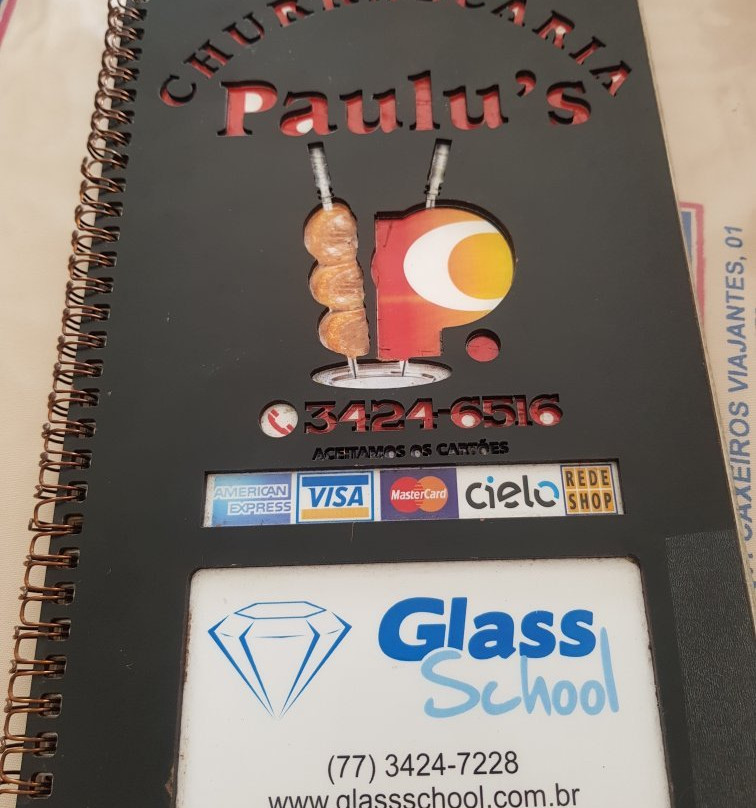 CHURRASCARIA
Paulu's
P.
3424-6516
ACEITAMOS OS CARTÕES
AMERICAN EXPRESS
VISA
MasterCard
cielo
REDE SHOP
Glass
School
(77) 3424-7228
www.glassschool.com.br
CAXEIROS VIAJANTES, 01